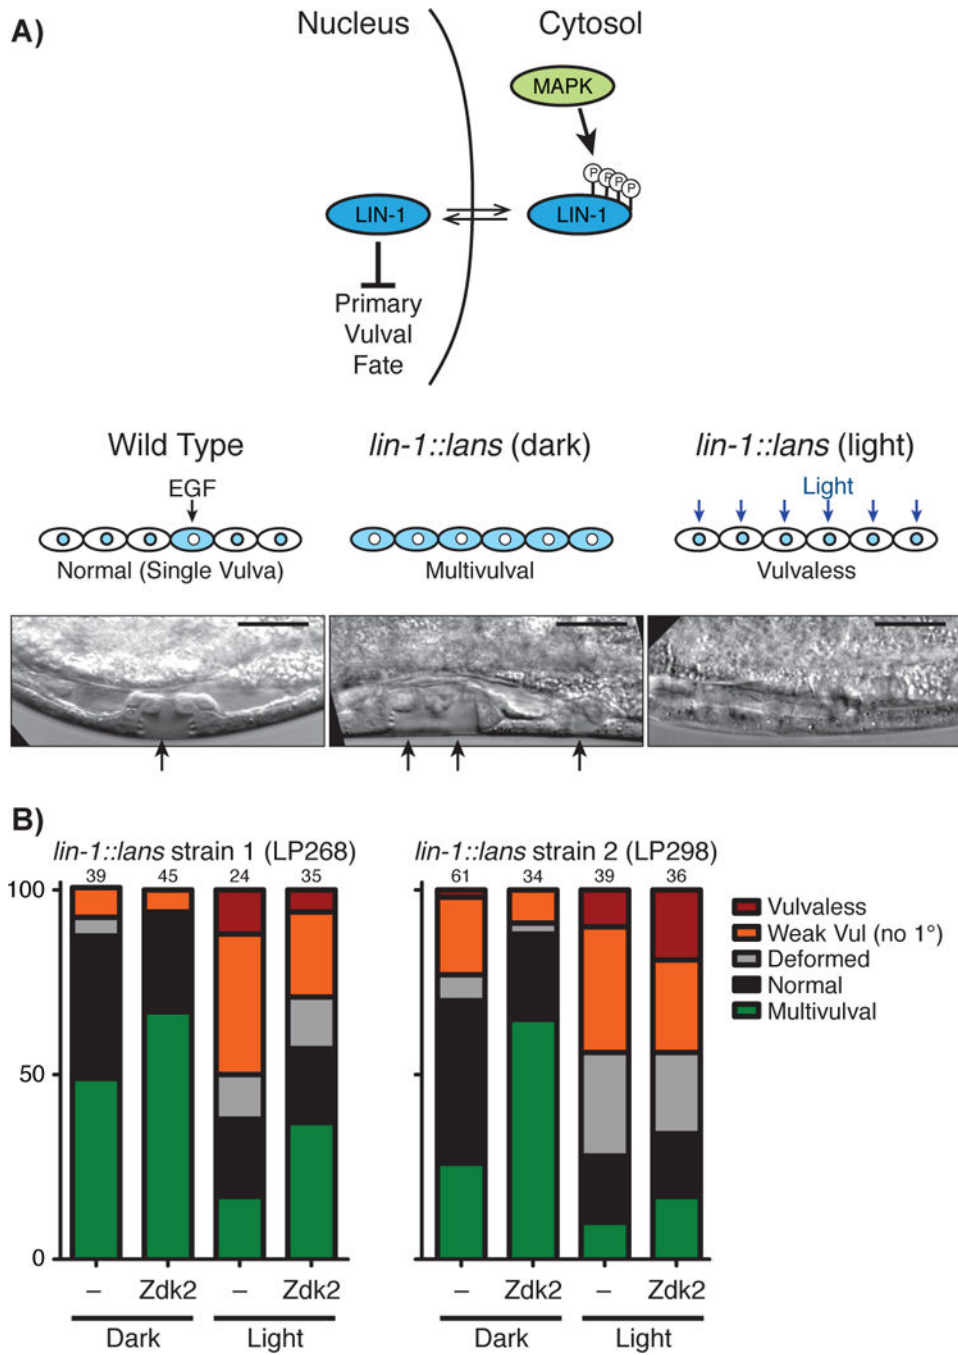 A)
Nucleus
Cytosol
MAPK
P P P P
LIN-1
LIN-1
Primary
Vulval
Fate
Wild Type
EGF
Normal (Single Vulva)
lin-1::lans (dark)
Multivulval
lin-1::lans (light)
Light
Vulvaless
B)
lin-1::lans strain 1 (LP268)
39 45 24 35
100
50
0
– Zdk2 – Zdk2
Dark Light
lin-1::lans strain 2 (LP298)
61 34 39 36
– Zdk2 – Zdk2
Dark Light
Vulvaless
Weak Vul (no 1°)
Deformed
Normal
Multivulval